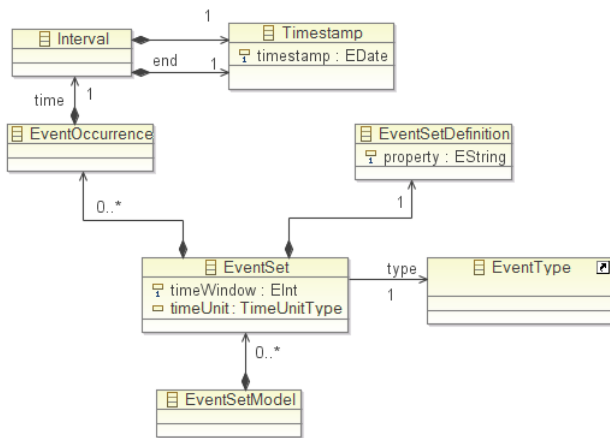 1
Interval
Timestamp
timestamp : EDate
end
1
time
1
EventOccurrence
EventSetDefinition
property : EString
0..*
1
EventSet
timeWindow : EInt
timeUnit : TimeUnitType
type
1
EventType
0..*
EventSetModel